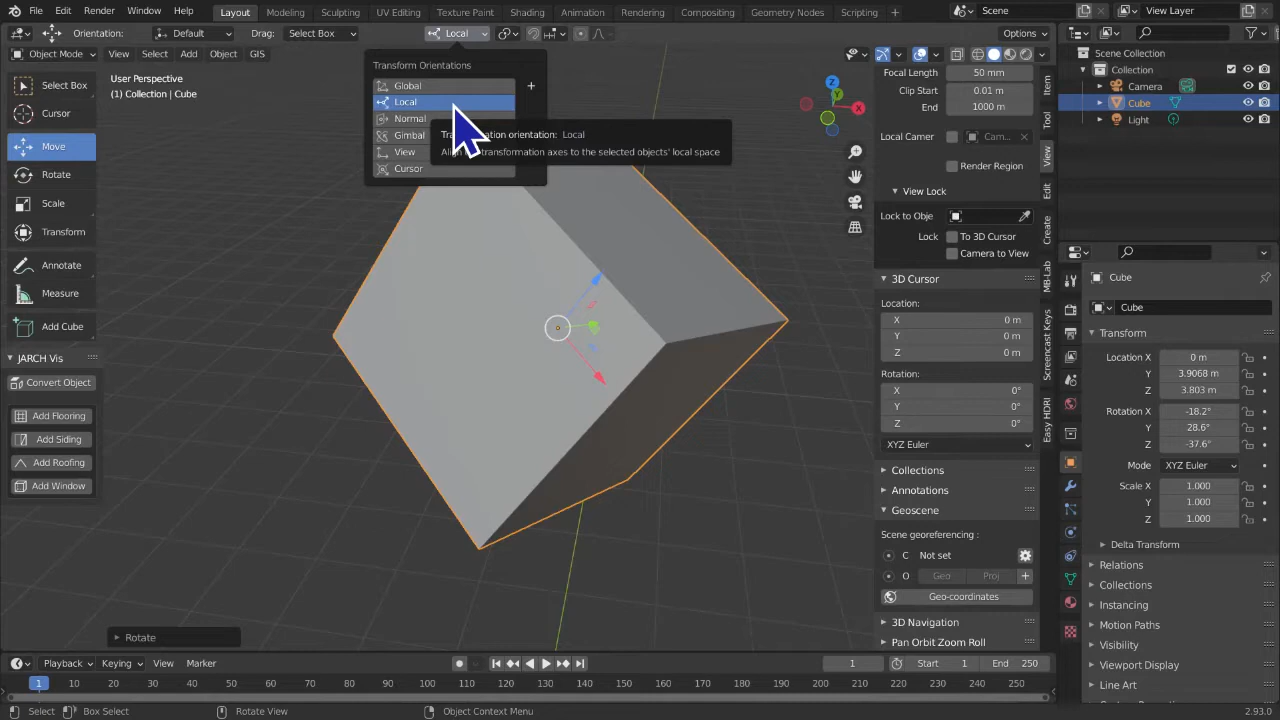 File Edit Render Window Help Layout Modeling Sculpting UV Editing Texture Paint Shading Animation Rendering Compositing Geometry Nodes Scripting + Scene View Layer
Orientation: Default Drag: Select Box Local Options
Object Mode View Select Add Object GIS
User Perspective
(1) Collection | Cube
Select Box
Cursor
Move
Rotate
Scale
Transform
Annotate
Measure
Add Cube
JARCH Vis
Convert Object
Add Flooring
Add Siding
Add Roofing
Add Window
Transform Orientations
Global +
Local
Normal
Gimbal
View
Cursor
Transformation orientation: Local
the transformation axes to the selected objects' local space
X
Y
Z
Rotate
Focal Length 50 mm
Clip Start 0.01 m
End 1000 m
Local Camer Cam...
Render Region
View Lock
Lock to Obje
Lock To 3D Cursor
Camera to View
3D Cursor
Location:
X 0 m
Y 0 m
Z 0 m
Rotation:
X 0°
Y 0°
Z 0°
XYZ Euler
Collections
Annotations
Geoscene
Scene georeferencing :
C Not set
O Geo Proj +
Geo-coordinates
3D Navigation
Pan Orbit Zoom Roll
Item
Tool
View
Edit
Create
MB-Lab
Screencast Keys
Easy HDRI
Scene Collection
Collection
Camera
Cube
Light
Cube
Cube
Transform
Location X 0 m
Y 3.9068 m
Z 3.803 m
Rotation X -18.2°
Y 28.6°
Z -37.6°
Mode XYZ Euler
Scale X 1.000
Y 1.000
Z 1.000
Delta Transform
Relations
Collections
Instancing
Motion Paths
Visibility
Viewport Display
Line Art
Playback Keying View Marker 1 Start 1 End 250
1 10 20 30 40 50 60 70 80 90 100 110 120 130 140 150 160 170 180 190 200 210 220 230 240 250
Select Box Select Rotate View Object Context Menu 2.93.0